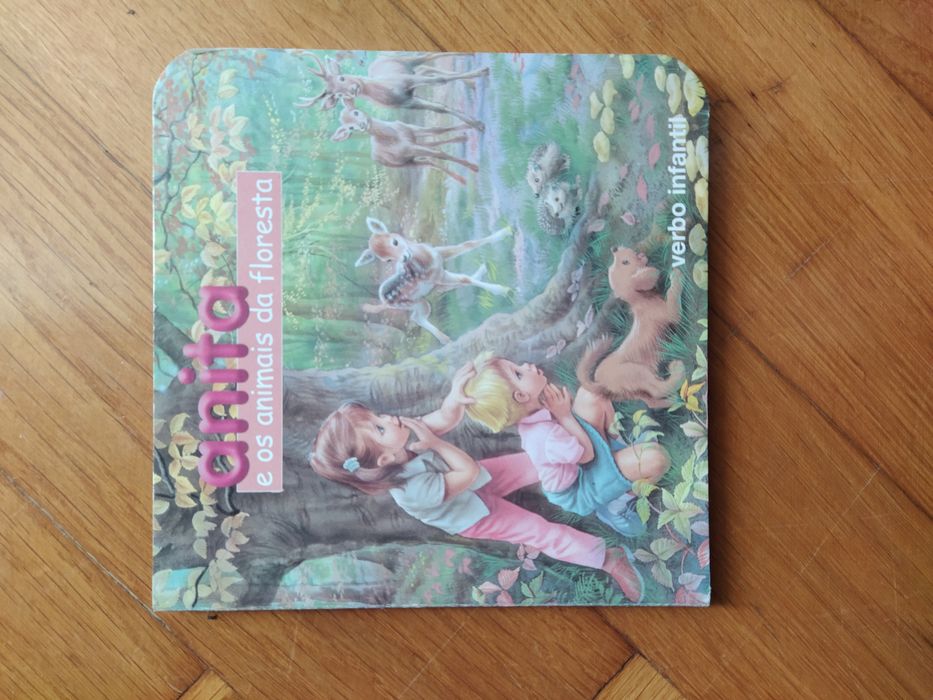 anita
e os animais da floresta
verbo infantil